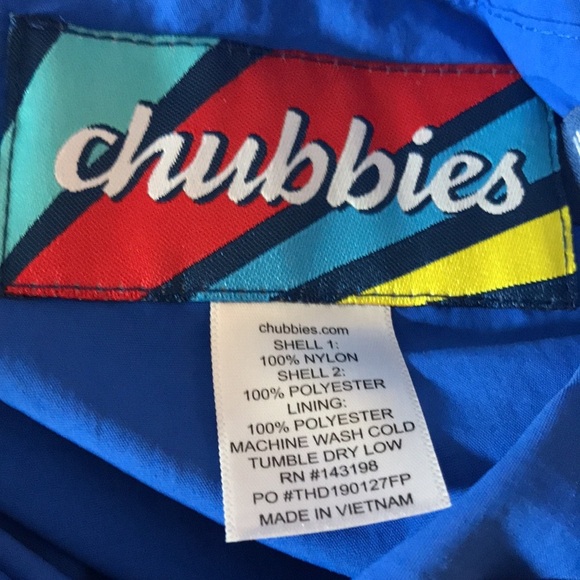 chubbies
chubbies.com
SHELL 1:
100% NYLON
SHELL 2:
100% POLYESTER
LINING:
100% POLYESTER
MACHINE WASH COLD
TUMBLE DRY LOW
RN #143198
PO #THD190127FP
MADE IN VIETNAM